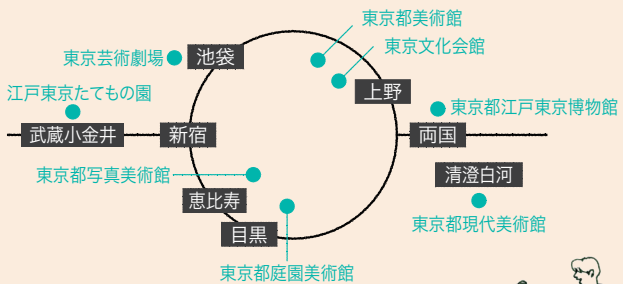 東京都美術館
東京文化会館
東京芸術劇場
池袋
上野
江戸東京たてもの園
東京都江戸東京博物館
武蔵小金井
新宿
両国
東京都写真美術館
清澄白河
恵比寿
東京都現代美術館
目黒
東京都庭園美術館